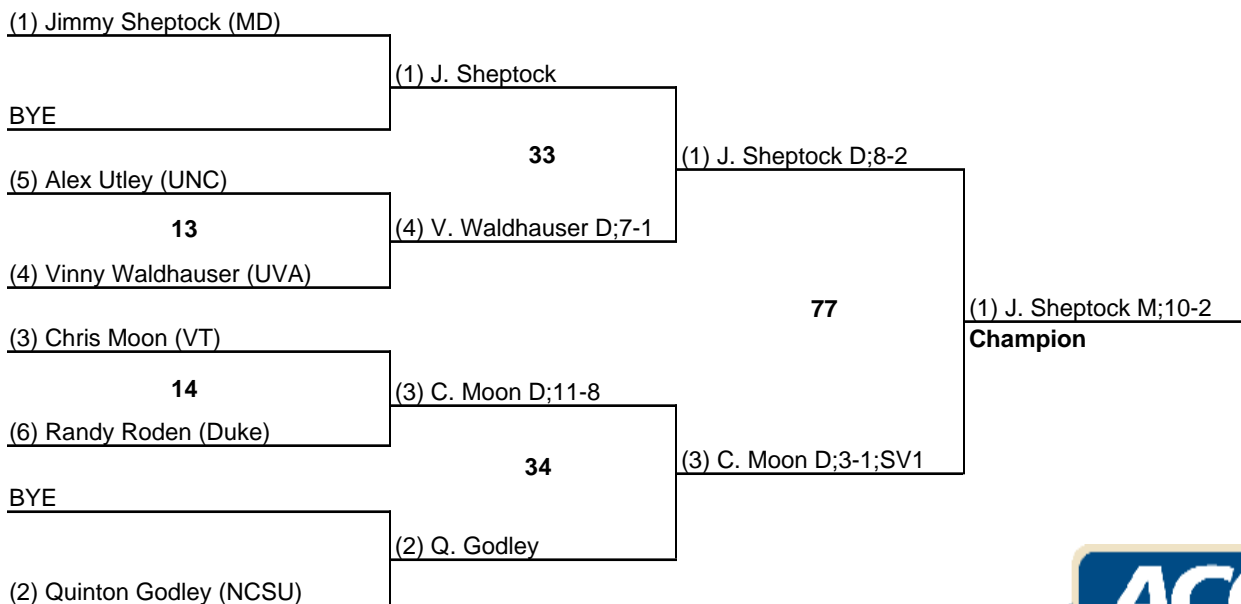 (1) Jimmy Sheptock (MD)
(1) J. Sheptock
BYE
33
(1) J. Sheptock D;8-2
(5) Alex Utley (UNC)
13
(4) V. Waldhauser D;7-1
(4) Vinny Waldhauser (UVA)
77
(1) J. Sheptock M;10-2
Champion
(3) Chris Moon (VT)
14
(3) C. Moon D;11-8
(6) Randy Roden (Duke)
34
(3) C. Moon D;3-1;SV1
BYE
(2) Q. Godley
(2) Quinton Godley (NCSU)
ACC